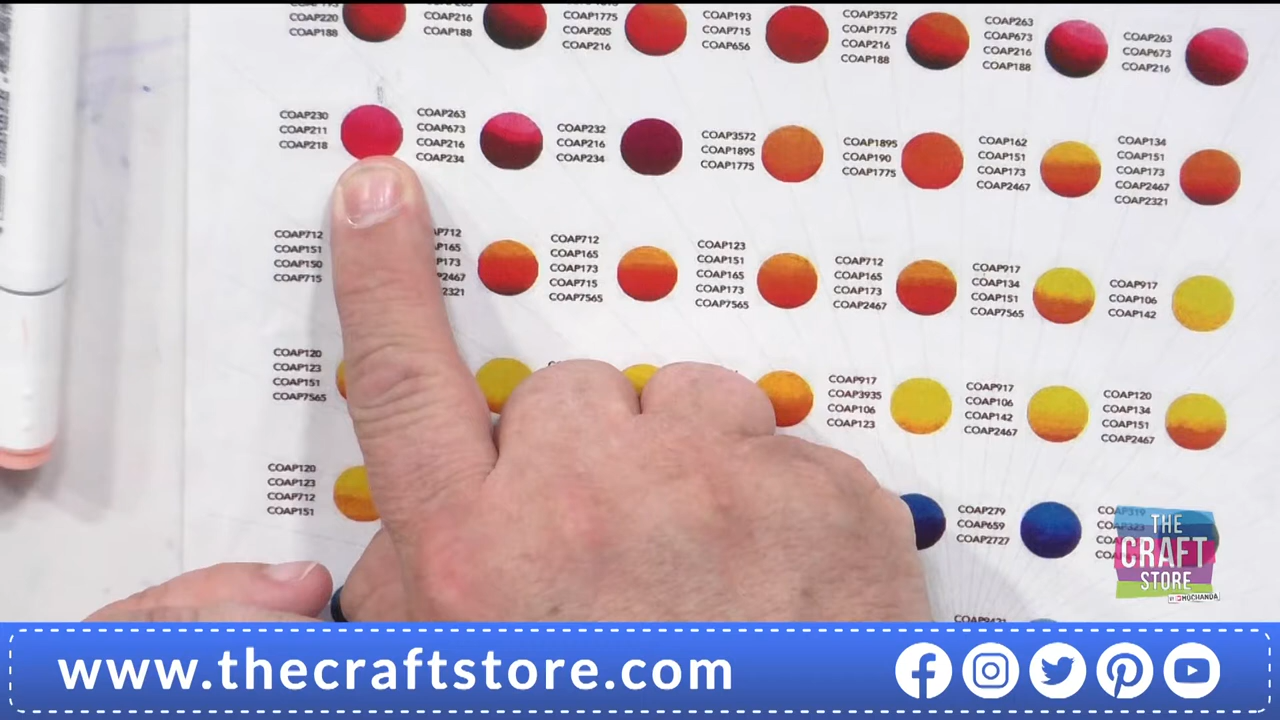 COAP220
COAP188
COAP216
COAP188
COAP1775
COAP205
COAP216
COAP193
COAP715
COAP656
COAP3572
COAP1775
COAP216
COAP188
COAP263
COAP673
COAP216
COAP188
COAP263
COAP673
COAP216
COAP230
COAP211
COAP218
COAP263
COAP673
COAP216
COAP234
COAP232
COAP216
COAP234
COAP3572
COAP1895
COAP1775
COAP1895
COAP190
COAP1775
COAP162
COAP151
COAP173
COAP2467
COAP134
COAP151
COAP173
COAP2467
COAP2321
COAP712
COAP151
COAP150
COAP715
COAP712
COAP165
COAP173
COAP715
COAP7565
COAP123
COAP151
COAP165
COAP173
COAP7565
COAP712
COAP165
COAP173
COAP2467
COAP917
COAP134
COAP151
COAP7565
COAP917
COAP106
COAP142
COAP120
COAP123
COAP151
COAP7565
COAP917
COAP3935
COAP106
COAP123
COAP917
COAP106
COAP142
COAP2467
COAP120
COAP134
COAP151
COAP2467
COAP120
COAP123
COAP712
COAP151
COAP279
COAP659
COAP2727
THE
CRAFT
STORE
BY HOCHANDA
www.thecraftstore.com